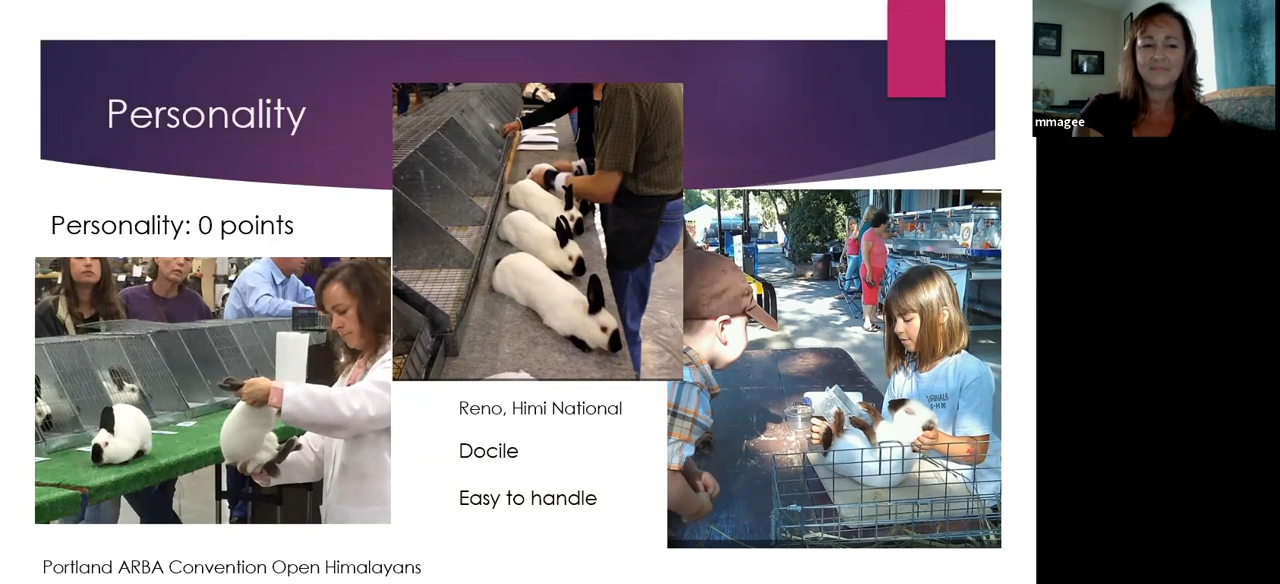 Personality
Personality: 0 points
Reno, Himi National
Docile
Easy to handle
Portland ARBA Convention Open Himalayans
mmagee